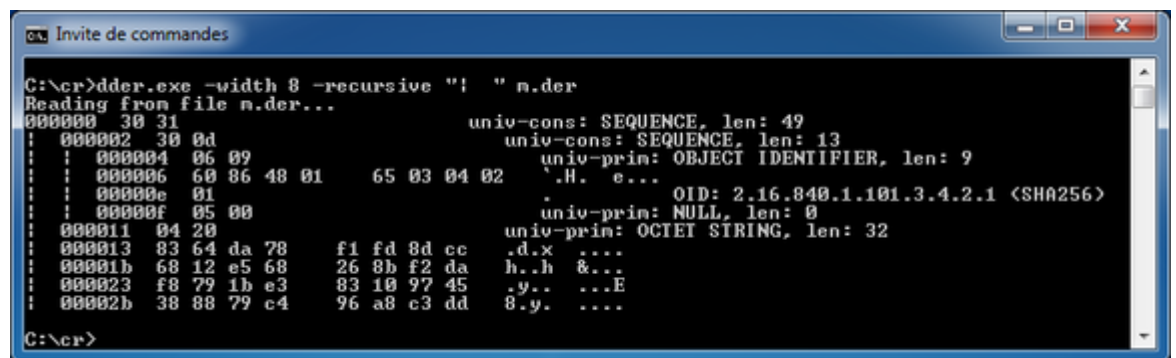 Invite de commandes
C:\cr>dder.exe -width 8 -recursive "¦  " m.der
Reading from file m.der...
000000  30 31                          univ-cons: SEQUENCE, len: 49
¦  000002  30 0d                          univ-cons: SEQUENCE, len: 13
¦  ¦  000004  06 09                          univ-prim: OBJECT IDENTIFIER, len: 9
¦  ¦  000006  60 86 48 01    65 03 04 02   `.H.  e...
¦  ¦  00000e  01                            .          OID: 2.16.840.1.101.3.4.2.1 (SHA256)
¦  ¦  00000f  05 00                          univ-prim: NULL, len: 0
¦  000011  04 20                          univ-prim: OCTET STRING, len: 32
¦  000013  83 64 da 78    f1 fd 8d cc   .d.x  ....
¦  00001b  68 12 e5 68    26 8b f2 da   h..h  &...
¦  000023  f8 79 1b e3    83 10 97 45   .y..  ...E
¦  00002b  38 88 79 c4    96 a8 c3 dd   8.y.  ....
C:\cr>